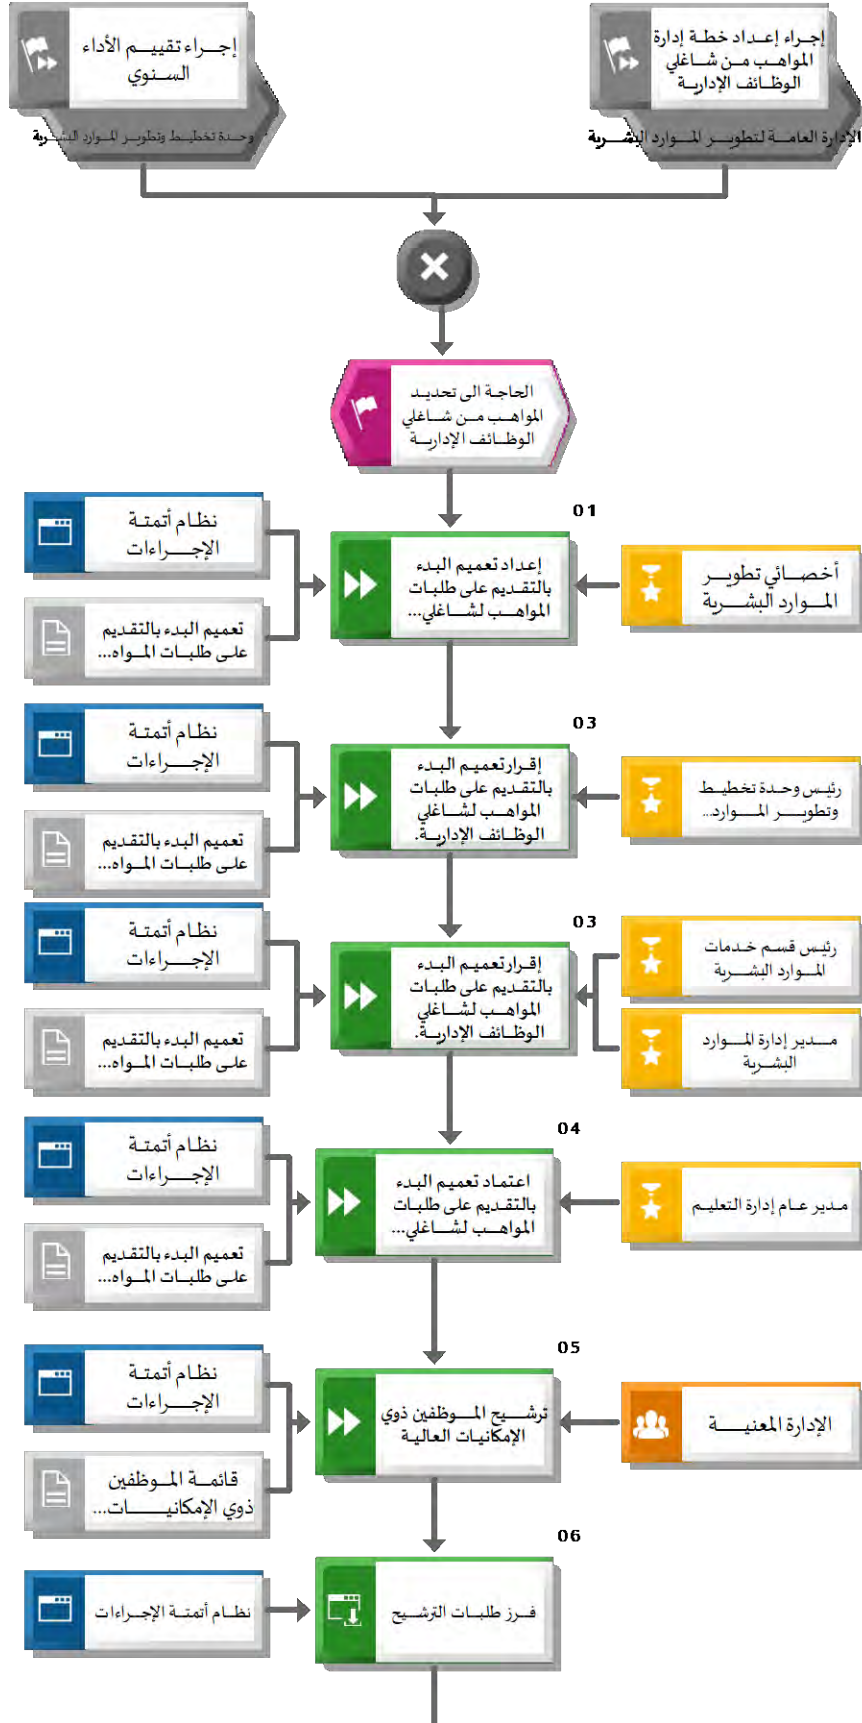 إجراء إعداد خطة إدارة
المواهب من شاغلي
الوظائف الإدارية
الإدارة العامة لتطوير الموارد البشرية
إجراء تقييم الأداء
السنوي
وحدة تخطيط وتطوير الموارد البشرية
الحاجة الى تحديد
المواهب من شاغلي
الوظائف الإدارية
01
أخصائي تطوير
الموارد البشرية
إعداد تعميم البدء
بالتقديم على طلبات
المواهب لشاغلي...
نظام أتمتة
الإجراءات
تعميم البدء بالتقديم
على طلبات المواه...
03
رئيس وحدة تخطيط
وتطوير الموارد...
إقرار تعميم البدء
بالتقديم على طلبات
المواهب لشاغلي
الوظائف الإدارية.
نظام أتمتة
الإجراءات
تعميم البدء بالتقديم
على طلبات المواه...
03
رئيس قسم خدمات
الموارد البشرية
مدير إدارة الموارد
البشرية
إقرار تعميم البدء
بالتقديم على طلبات
المواهب لشاغلي
الوظائف الإدارية.
نظام أتمتة
الإجراءات
تعميم البدء بالتقديم
على طلبات المواه...
04
مدير عام إدارة التعليم
اعتماد تعميم البدء
بالتقديم على طلبات
المواهب لشاغلي...
نظام أتمتة
الإجراءات
تعميم البدء بالتقديم
على طلبات المواه...
05
الإدارة المعنية
ترشيح الموظفين ذوي
الإمكانيات العالية
نظام أتمتة
الإجراءات
قائمة الموظفين
ذوي الإمكانيات...
06
فرز طلبات الترشيح
نظام أتمتة الإجراءات